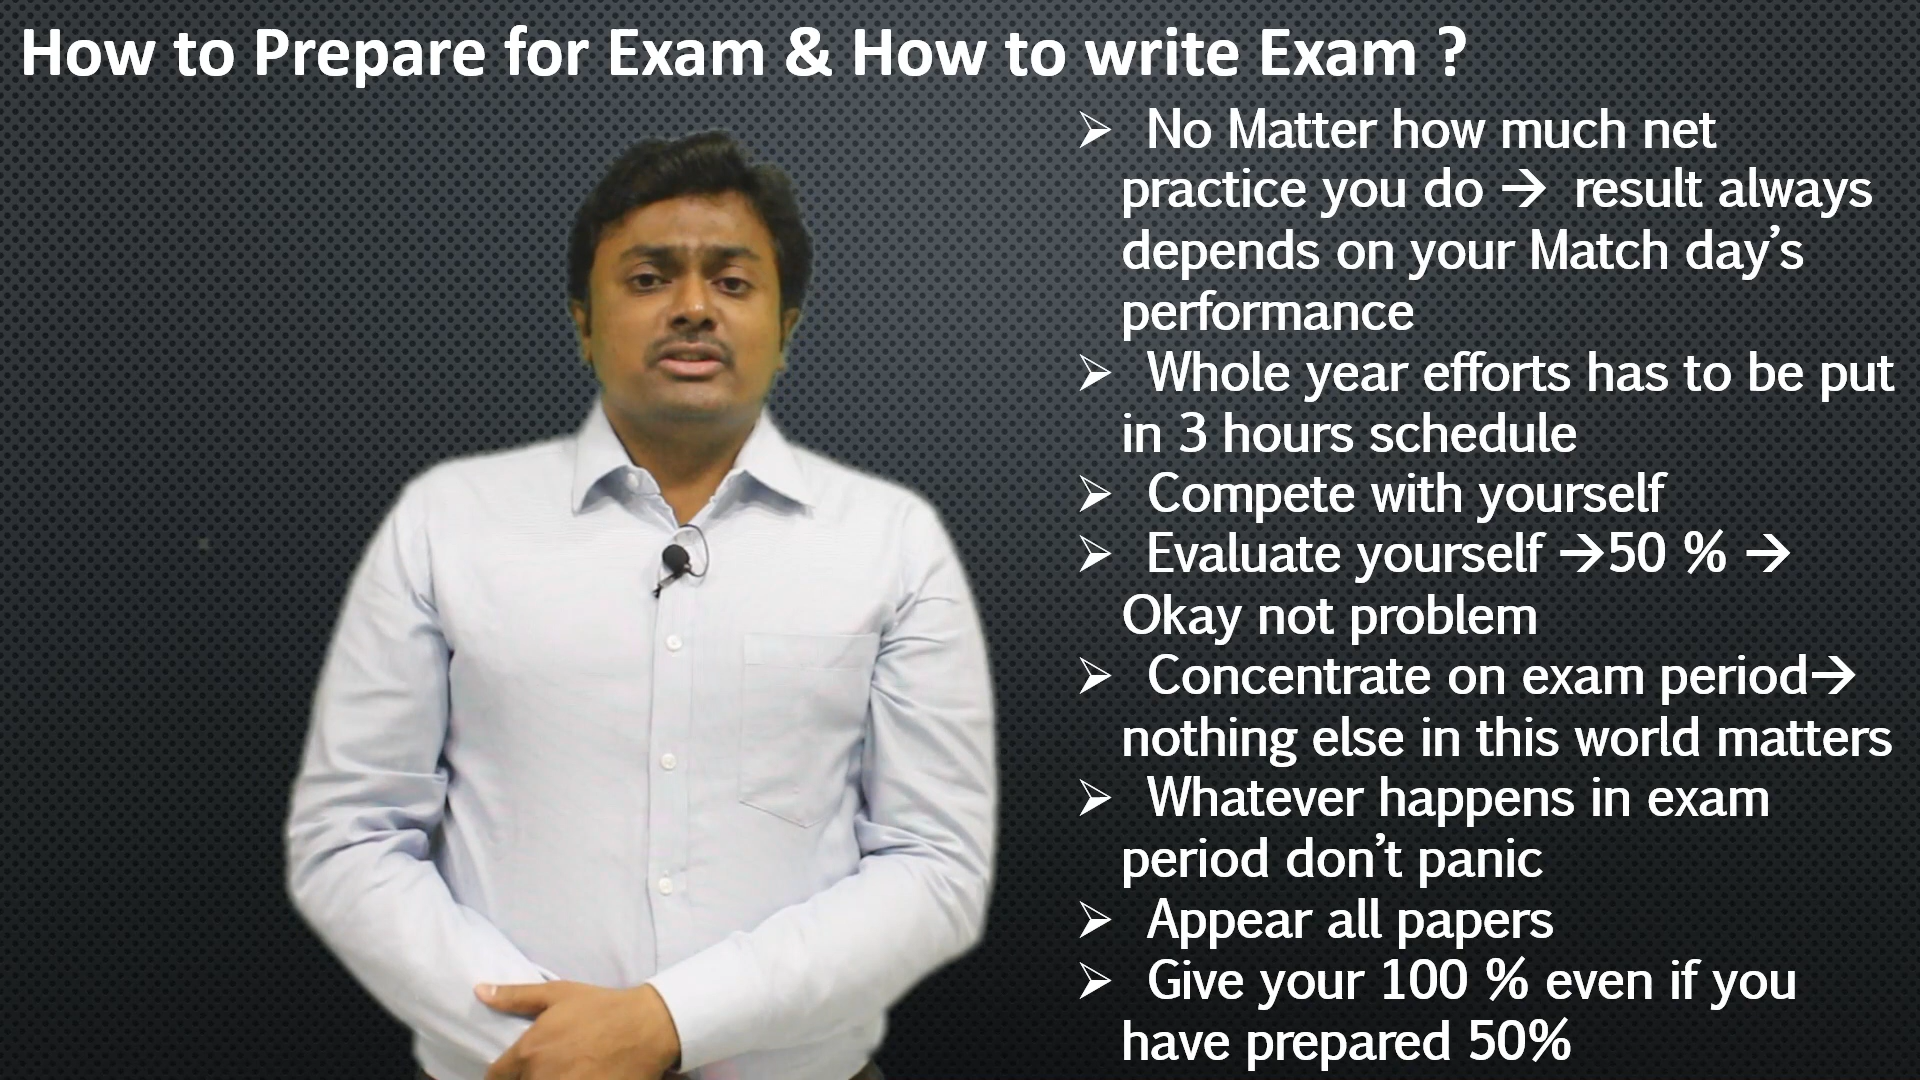 How to Prepare for Exam & How to write Exam ?
➢ No Matter how much net
practice you do → result always
depends on your Match day’s
performance
➢ Whole year efforts has to be put
in 3 hours schedule
➢ Compete with yourself
➢ Evaluate yourself →50 % →
Okay not problem
➢ Concentrate on exam period→
nothing else in this world matters
➢ Whatever happens in exam
period don’t panic
➢ Appear all papers
➢ Give your 100 % even if you
have prepared 50%